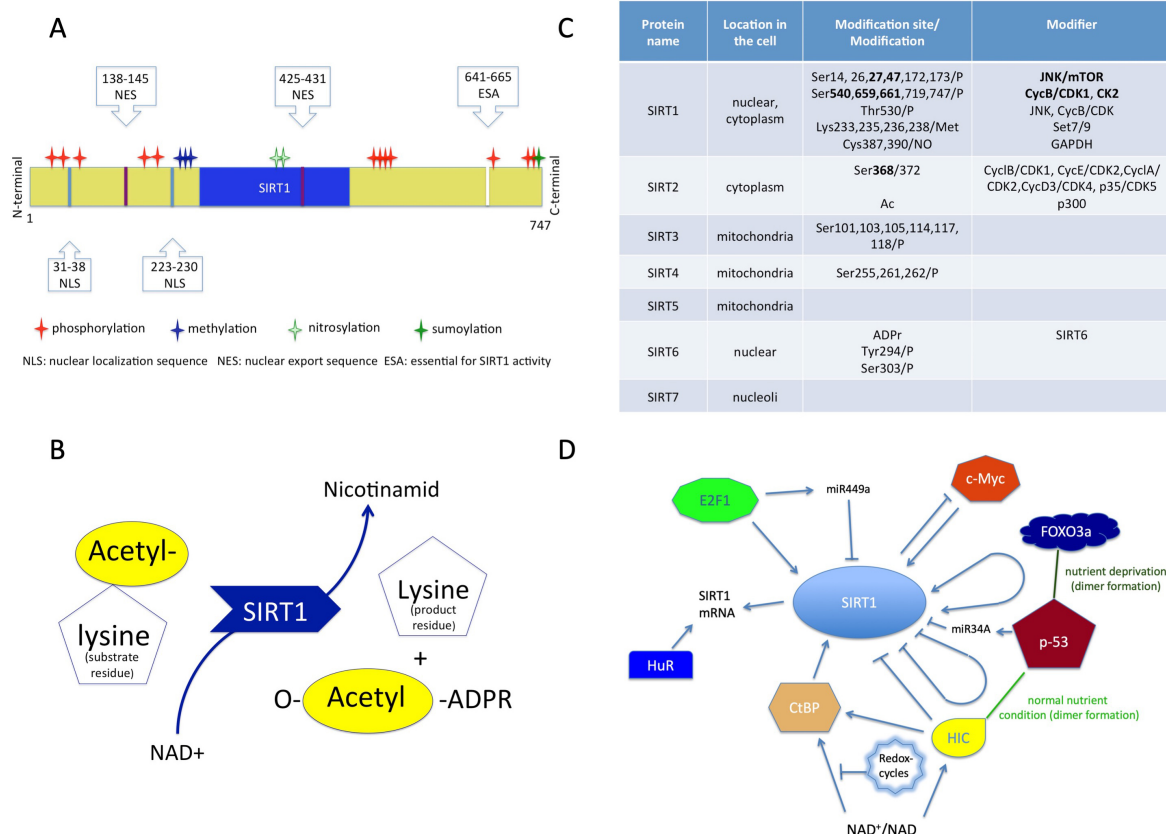 A
138-145
NES
425-431
NES
641-665
ESA
N-terminal
SIRT1
C-terminal
1
747
31-38
NLS
223-230
NLS
phosphorylation
methylation
nitrosylation
sumoylation
NLS: nuclear localization sequence NES: nuclear export sequence ESA: essential for SIRT1 activity
B
Nicotinamid
Acetyl-
lysine
(substrate
residue)
SIRT1
Lysine
(product
residue)
+
O- Acetyl -ADPR
NAD+
C
Protein
name
Location in
the cell
Modification site/
Modification
Modifier
SIRT1
nuclear,
cytoplasm
Ser14, 26,27,47,172,173/P
Ser540,659,661,719,747/P
Thr530/P
Lys233,235,236,238/Met
Cys387,390/NO
JNK/mTOR
CycB/CDK1, CK2
JNK, CycB/CDK
Set7/9
GAPDH
SIRT2
cytoplasm
Ser368/372
Ac
CyclB/CDK1, CycE/CDK2,CyclA/
CDK2,CycD3/CDK4, p35/CDK5
p300
SIRT3
mitochondria
Ser101,103,105,114,117,
118/P
SIRT4
mitochondria
Ser255,261,262/P
SIRT5
mitochondria
SIRT6
nuclear
ADPr
Tyr294/P
Ser303/P
SIRT6
SIRT7
nucleoli
D
E2F1
miR449a
c-Myc
FOXO3a
nutrient deprivation
(dimer formation)
SIRT1
mRNA
SIRT1
miR34A
p-53
HuR
CtBP
normal nutrient
condition (dimer formation)
HIC
Redox-
cycles
NAD⁺/NAD